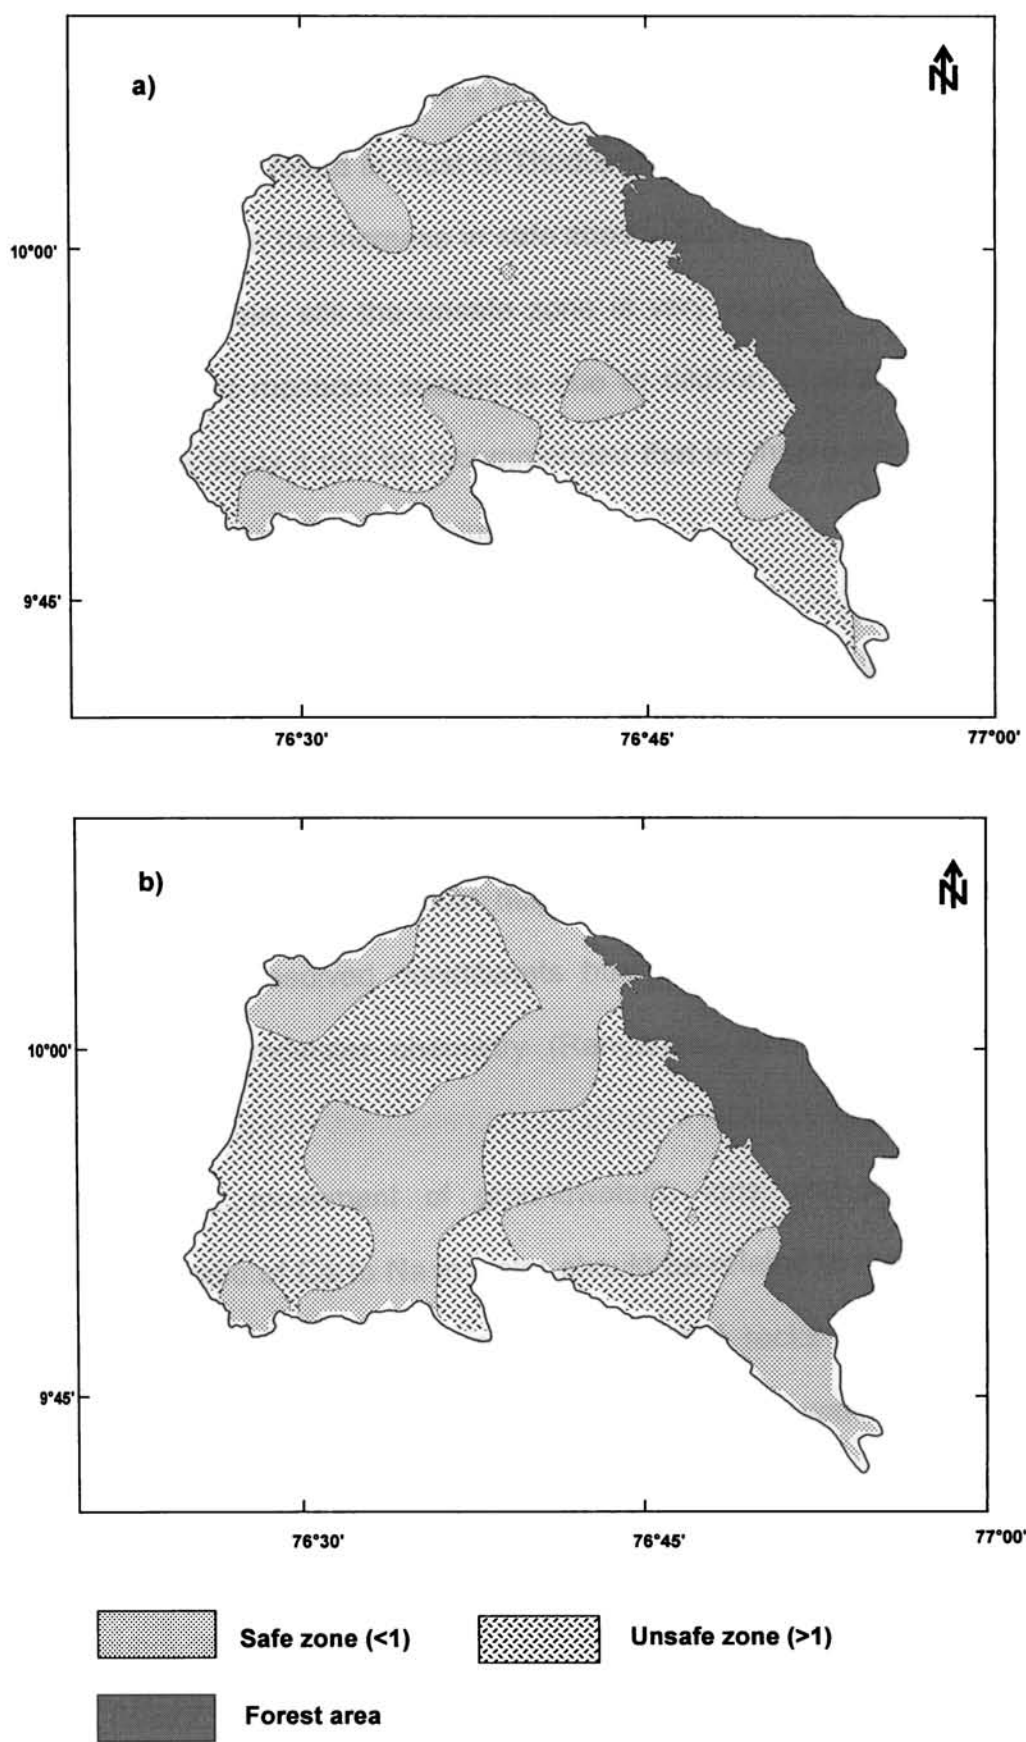 a)
N
10°00'
9°45'
76°30'
76°45'
77°00'
b)
N
10°00'
9°45'
76°30'
76°45'
77°00'
Safe zone (<1)
Unsafe zone (>1)
Forest area